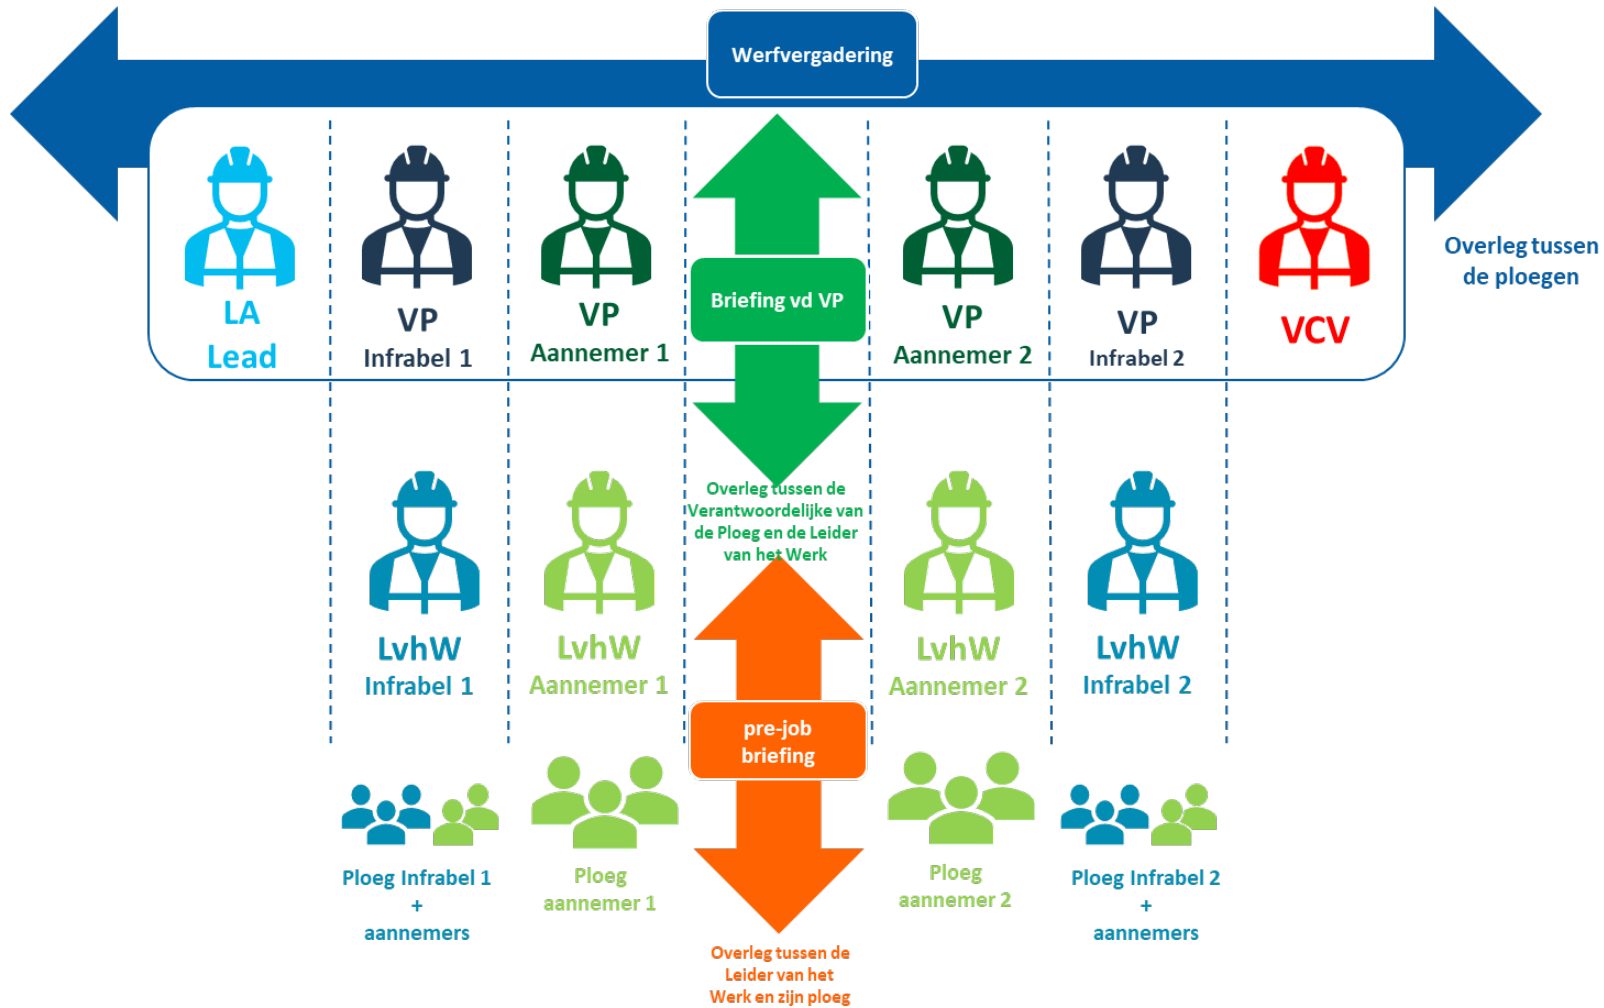 Werfvergadering
Overleg tussen
de ploegen
LA
Lead
VP
Infrabel 1
VP
Aannemer 1
Briefing vd VP
VP
Aannemer 2
VP
Infrabel 2
VCV
Overleg tussen de
Verantwoordelijke van
de Ploeg en de Leider
van het Werk
LvhW
Infrabel 1
LvhW
Aannemer 1
LvhW
Aannemer 2
LvhW
Infrabel 2
pre-job
briefing
Ploeg Infrabel 1
+
aannemers
Ploeg
aannemer 1
Ploeg
aannemer 2
Ploeg Infrabel 2
+
aannemers
Overleg tussen de
Leider van het
Werk en zijn ploeg